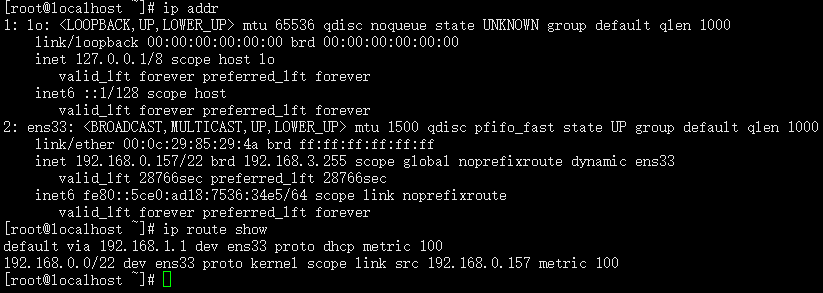 [root@localhost ~]# ip addr
1: lo: <LOOPBACK,UP,LOWER_UP> mtu 65536 qdisc noqueue state UNKNOWN group default qlen 1000
    link/loopback 00:00:00:00:00:00 brd 00:00:00:00:00:00
    inet 127.0.0.1/8 scope host lo
       valid_lft forever preferred_lft forever
    inet6 ::1/128 scope host
       valid_lft forever preferred_lft forever
2: ens33: <BROADCAST,MULTICAST,UP,LOWER_UP> mtu 1500 qdisc pfifo_fast state UP group default qlen 1000
    link/ether 00:0c:29:85:29:4a brd ff:ff:ff:ff:ff:ff
    inet 192.168.0.157/22 brd 192.168.3.255 scope global noprefixroute dynamic ens33
       valid_lft 28766sec preferred_lft 28766sec
    inet6 fe80::5ce0:ad18:7536:34e5/64 scope link noprefixroute
       valid_lft forever preferred_lft forever
[root@localhost ~]# ip route show
default via 192.168.1.1 dev ens33 proto dhcp metric 100
192.168.0.0/22 dev ens33 proto kernel scope link src 192.168.0.157 metric 100
[root@localhost ~]#